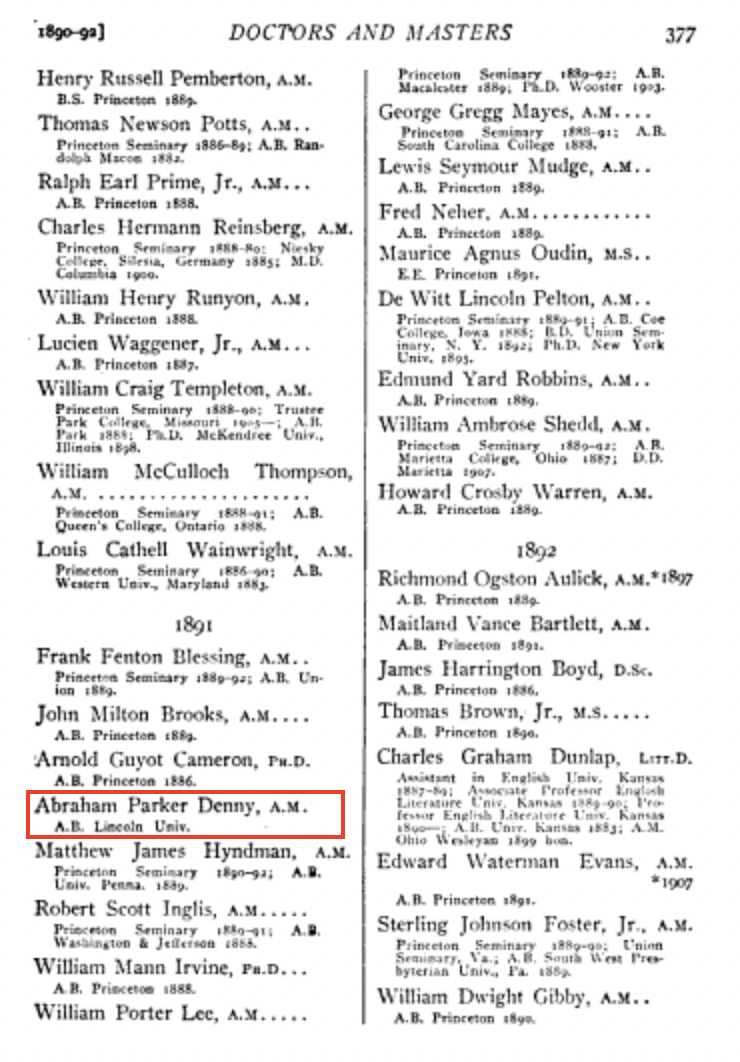 1890-92]
DOCTORS AND MASTERS
377
Henry Russell Pemberton, A.M.
B.S. Princeton 1889.
Thomas Newson Potts, A.M..
Princeton Seminary 1886-89; A.B. Ran-
dolph Macon 1882.
Ralph Earl Prime, Jr., A.M...
A.B. Princeton 1888.
Charles Hermann Reinsberg, A.M.
Princeton Seminary 1888-80; Niesky
College, Silesia, Germany 1885; M.D.
Columbia 1900.
William Henry Runyon, A.M.
A.B. Princeton 1888.
Lucien Waggener, Jr., A.M...
A.B. Princeton 1887.
William Craig Templeton, A.M.
Princeton Seminary 1888-90; Trustee
Park College, Missouri 1905—; A.B.
Park 1888; Ph.D. McKendree Univ.,
Illinois 1898.
William McCulloch Thompson,
A.M. .....................
Princeton Seminary 1888-91; A.B.
Queen's College, Ontario 1888.
Louis Cathell Wainwright, A.M.
Princeton Seminary 1886-90; A.B.
Western Univ., Maryland 1883.
1891
Frank Fenton Blessing, A.M..
Princeton Seminary 1889-92; A.B. Un-
ion 1889.
John Milton Brooks, A.M....
A.B. Princeton 1889.
Arnold Guyot Cameron, PH.D.
A.B. Princeton 1886.
Abraham Parker Denny, A.M.
A.B. Lincoln Univ.
Matthew James Hyndman, A.M.
Princeton Seminary 1890-92; A.B.
Univ. Penna. 1889.
Robert Scott Inglis, A.M.....
Princeton Seminary 1889-91; A.B.
Washington & Jefferson 1888.
William Mann Irvine, PH.D...
A.B. Princeton 1888.
William Porter Lee, A.M.....
Princeton Seminary 1889-92; A.B.
Macalester 1889; Ph.D. Wooster 1903.
George Gregg Mayes, A.M....
Princeton Seminary 1888-91; A.B.
South Carolina College 1888.
Lewis Seymour Mudge, A.M..
A.B. Princeton 1889.
Fred Neher, A.M............
A.B. Princeton 1889.
Maurice Agnus Oudin, M.S..
E.E. Princeton 1891.
De Witt Lincoln Pelton, A.M..
Princeton Seminary 1889-91; A.B. Coe
College, Iowa 1888; B.D. Union Sem-
inary, N. Y. 1892; Ph.D. New York
Univ. 1893.
Edmund Yard Robbins, A.M..
A.B. Princeton 1889.
William Ambrose Shedd, A.M.
Princeton Seminary 1889-92; A.B.
Marietta College, Ohio 1887; D.D.
Marietta 1907.
Howard Crosby Warren, A.M.
A.B. Princeton 1889.
1892
Richmond Ogston Aulick, A.M.*1897
A.B. Princeton 1889.
Maitland Vance Bartlett, A.M.
A.B. Princeton 1891.
James Harrington Boyd, D.Sc.
A.B. Princeton 1886.
Thomas Brown, Jr., M.S.....
A.B. Princeton 1890.
Charles Graham Dunlap, LITT.D.
Assistant in English Univ. Kansas
1887-89; Associate Professor English
Literature Univ. Kansas 1889-90; Pro-
fessor English Literature Univ. Kansas
1890—; A.B. Univ. Kansas 1883; A.M.
Ohio Wesleyan 1899 hon.
Edward Waterman Evans, A.M.
*1907
A.B. Princeton 1891.
Sterling Johnson Foster, Jr., A.M.
Princeton Seminary 1889-90; Union
Seminary, Va.; A.B. South West Pres-
byterian Univ., Pa. 1889.
William Dwight Gibby, A.M..
A.B. Princeton 1890.